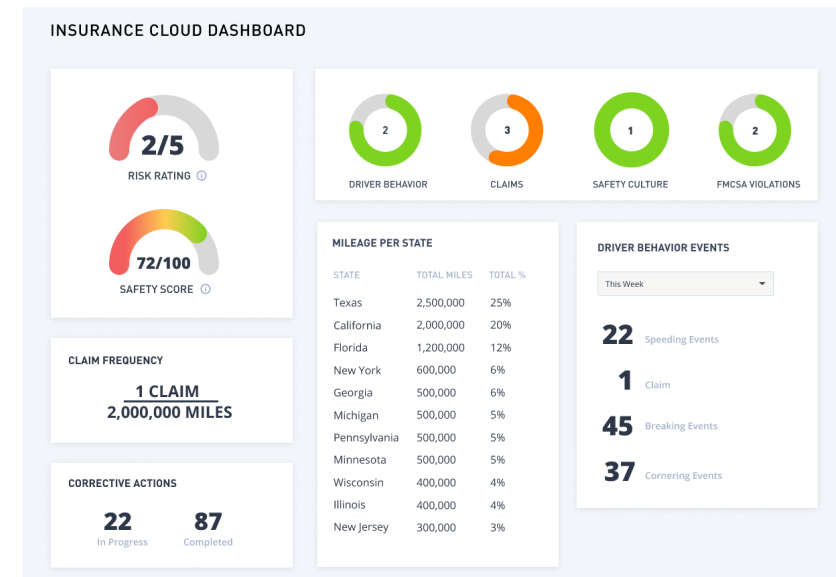 INSURANCE CLOUD DASHBOARD
2/5
RISK RATING
72/100
SAFETY SCORE
2
DRIVER BEHAVIOR
3
CLAIMS
1
SAFETY CULTURE
2
FMCSA VIOLATIONS
CLAIM FREQUENCY
1 CLAIM
2,000,000 MILES
CORRECTIVE ACTIONS
22 87
In Progress Completed
MILEAGE PER STATE
STATE TOTAL MILES TOTAL %
Texas 2,500,000 25%
California 2,000,000 20%
Florida 1,200,000 12%
New York 600,000 6%
Georgia 500,000 6%
Michigan 500,000 5%
Pennsylvania 500,000 5%
Minnesota 500,000 5%
Wisconsin 400,000 4%
Illinois 400,000 4%
New Jersey 300,000 3%
DRIVER BEHAVIOR EVENTS
This Week
22 Speeding Events
1 Claim
45 Breaking Events
37 Cornering Events